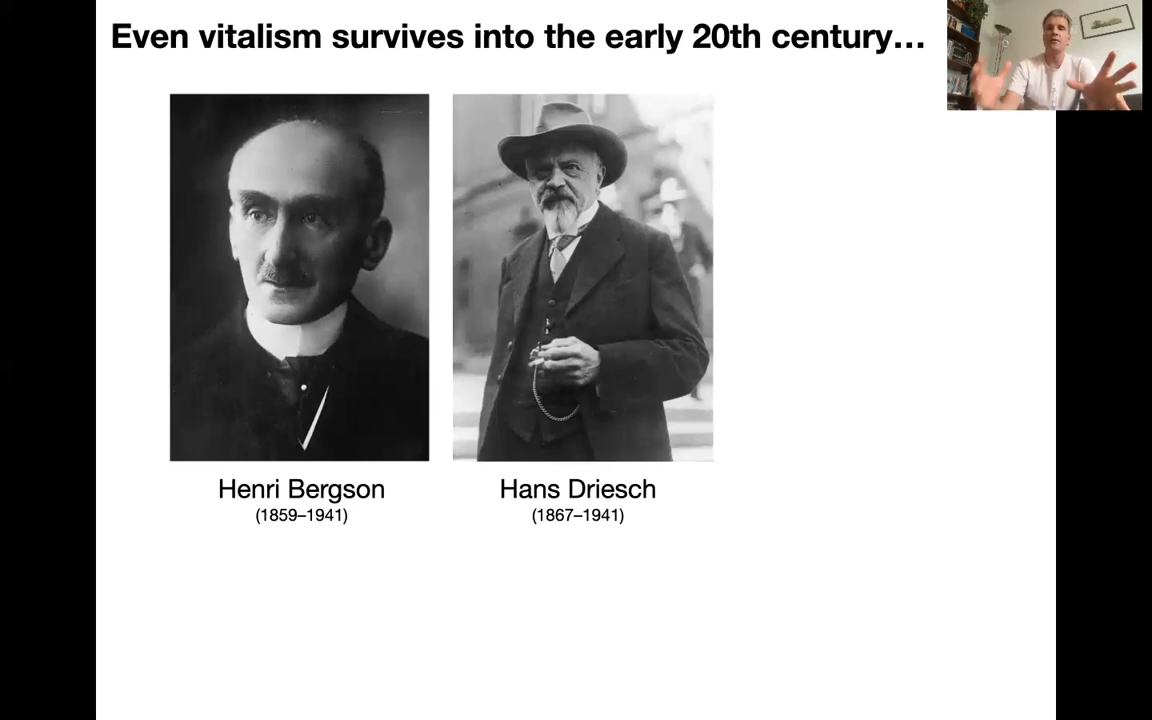 Even vitalism survives into the early 20th century…
Henri Bergson
(1859–1941)
Hans Driesch
(1867–1941)